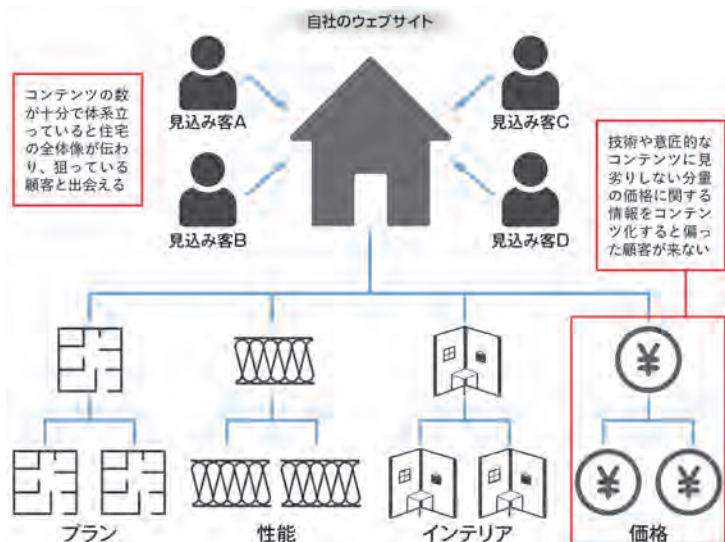 自社のウェブサイト
見込み客A
見込み客C
コンテンツの数
が十分で体系立
っていると住宅
の全体像が伝わ
り、狙っている
顧客と出会える
技術や意匠的な
コンテンツに見
劣りしない分量
の価格に関する
情報をコンテン
ツ化すると偏っ
た顧客が来ない
見込み客B
見込み客D
¥
¥
¥
プラン
性能
インテリア
価格